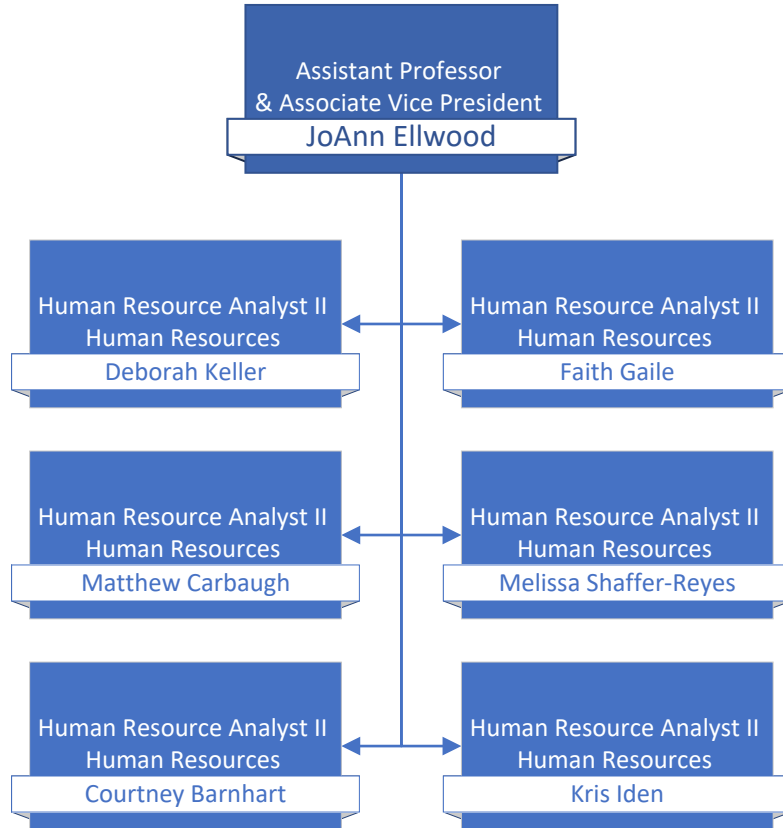 Assistant Professor
& Associate Vice President
JoAnn Ellwood
Human Resource Analyst II
Human Resources
Deborah Keller
Human Resource Analyst II
Human Resources
Faith Gaile
Human Resource Analyst II
Human Resources
Matthew Carbaugh
Human Resource Analyst II
Human Resources
Melissa Shaffer-Reyes
Human Resource Analyst II
Human Resources
Courtney Barnhart
Human Resource Analyst II
Human Resources
Kris Iden